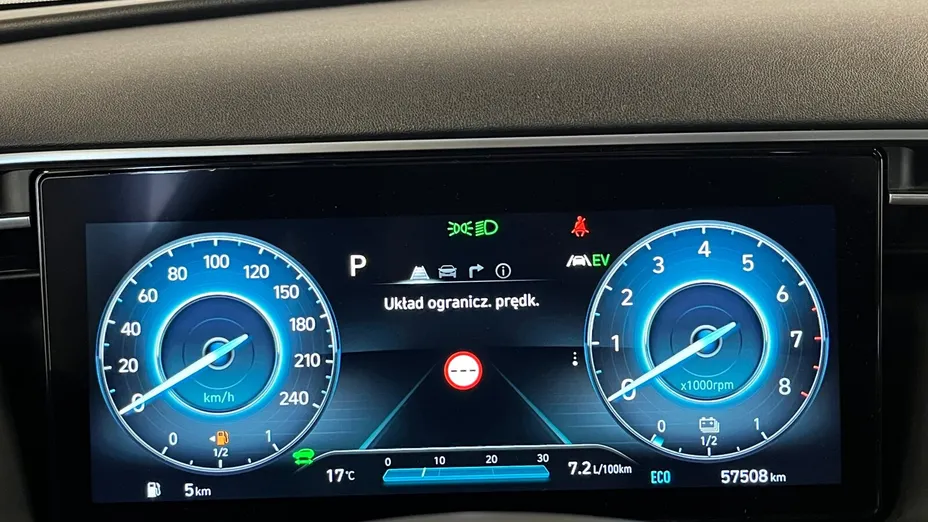 P
EV
Układ ogranicz. prędk.
0 20 40 60 80 100 120 150 180 210 240
km/h
0 1/2 1
---
0 1 2 3 4 5 6 7 8
x1000rpm
0 1/2 1
5 km
17°C
0 10 20 30
7.2 L/100km
ECO
57508 km